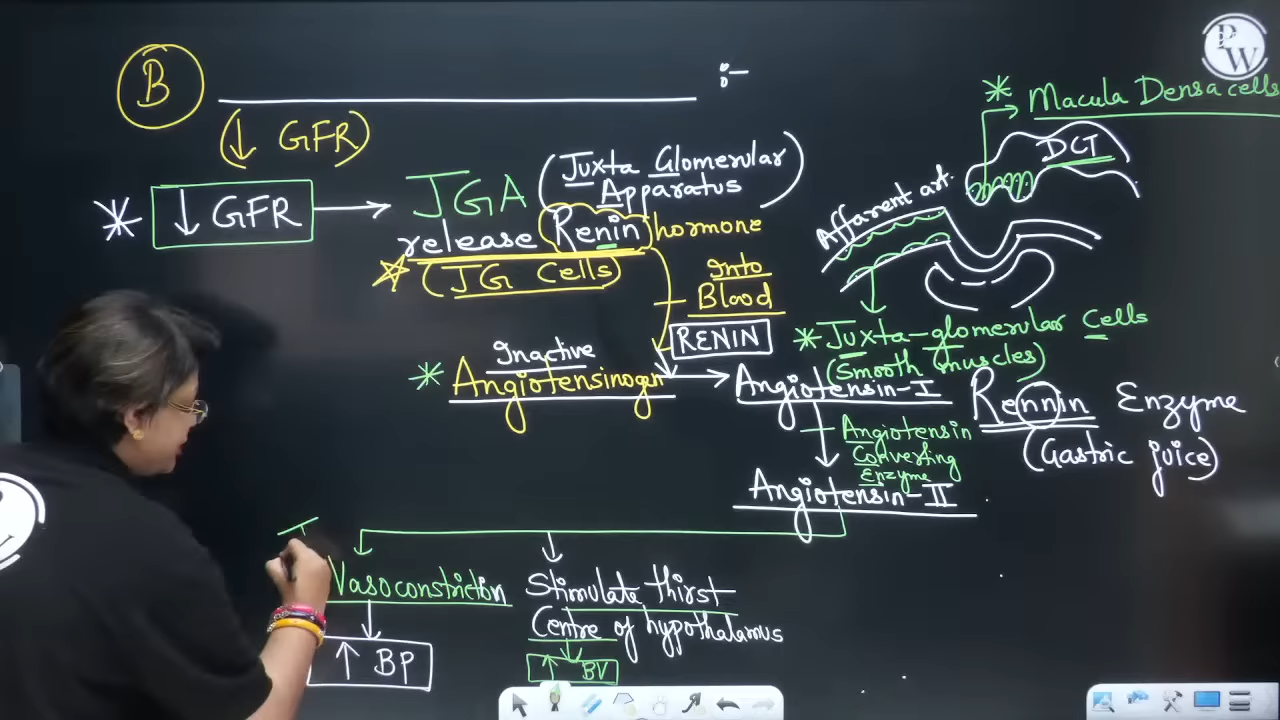 B :-
(↓ GFR)
* ↓ GFR → JGA (Juxta Glomerular Apparatus)
release Renin hormone
(JG Cells)
Into
Blood
RENIN
Inactive
* Angiotensinogn → Angiotensin-I
Angiotensin
Converting
Enzyme
Angiotensin-II
Vasoconstriction
↑ BP
Stimulate thirst
Centre of hypothalamus
↑ BV
* Macula Densa cells
DCT
Affarent art.
* Juxta-glomerular Cells
(Smooth muscles)
Rennin Enzyme
(Gastric juice)
PW